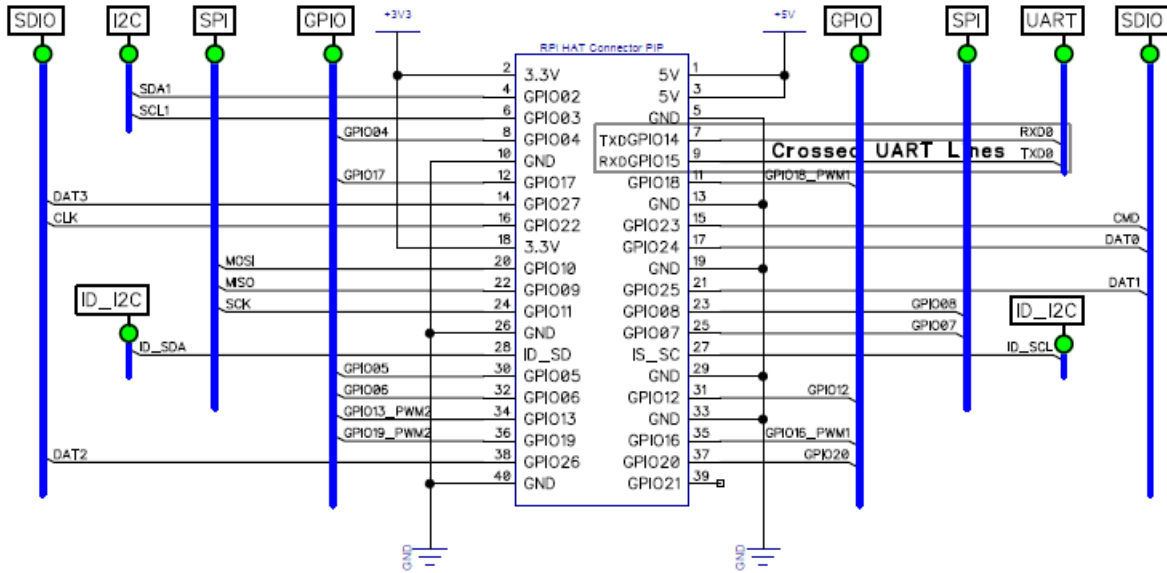 SDIO I2C SPI GPIO +3V3 +5V GPIO SPI UART SDIO
RPI HAT Connector PIP
2 3.3V 5V 1
SDA1 4 GPIO02 5V 3
SCL1 6 GPIO03 GND 5
GPIO04 8 GPIO04 TXDGPIO14 7 RXD0
10 GND RXDGPIO15 9 Crossed UART Lines TXD0
GPIO17 12 GPIO17 GPIO18 11 GPIO18_PWM1
DAT3 14 GPIO27 GND 13
CLK 16 GPIO22 GPIO23 15 CMD
18 3.3V GPIO24 17 DAT0
MOSI 20 GPIO10 GND 19
MISO 22 GPIO09 GPIO25 21 DAT1
SCK 24 GPIO11 GPIO08 23 GPIO08
ID_I2C 26 GND GPIO07 25 GPIO07 ID_I2C
ID_SDA 28 ID_SD IS_SC 27 ID_SCL
GPIO05 30 GPIO05 GND 29
GPIO06 32 GPIO06 GPIO12 31 GPIO12
GPIO13_PWM2 34 GPIO13 GND 33
GPIO19_PWM2 36 GPIO19 GPIO16 35 GPIO16_PWM1
DAT2 38 GPIO26 GPIO20 37 GPIO20
40 GND GPIO21 39
GND GND